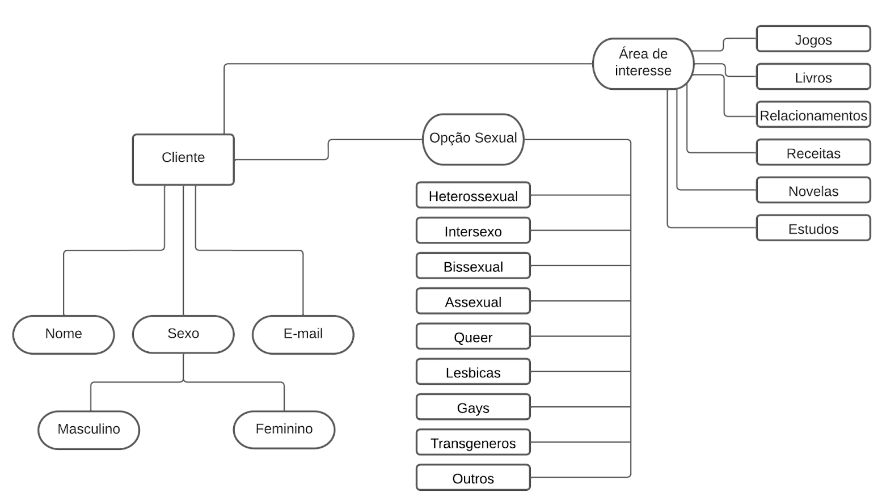 Área de
interesse
Jogos
Livros
Relacionamentos
Receitas
Novelas
Estudos
Cliente
Opção Sexual
Heterossexual
Intersexo
Bissexual
Assexual
Queer
Lesbicas
Gays
Transgeneros
Outros
Nome
Sexo
E-mail
Masculino
Feminino